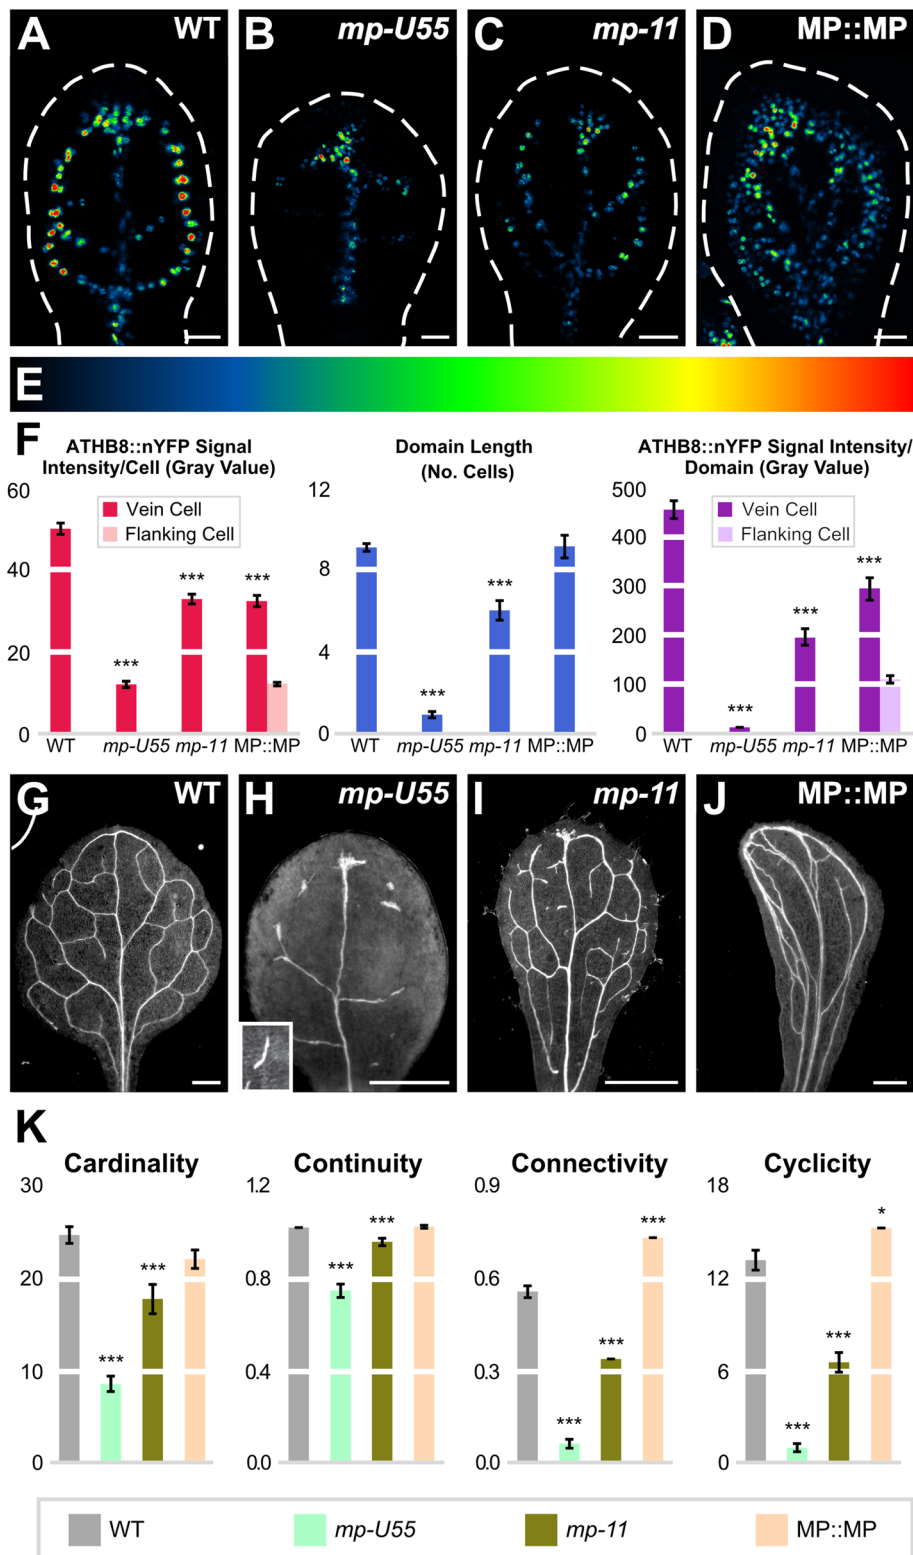 A WT B mp-U55 C mp-11 D MP::MP
E
F
ATHB8::nYFP Signal Intensity/Cell (Gray Value)
60
40
20
0
Vein Cell
Flanking Cell
***
***
***
WT mp-U55 mp-11 MP::MP
Domain Length (No. Cells)
12
8
4
0
***
***
WT mp-U55 mp-11 MP::MP
ATHB8::nYFP Signal Intensity/
Domain (Gray Value)
500
400
300
200
100
0
Vein Cell
Flanking Cell
***
***
***
WT mp-U55 mp-11 MP::MP
G WT H mp-U55 I mp-11 J MP::MP
K
Cardinality
30
20
10
0
***
***
Continuity
1.2
0.8
0.4
0.0
***
***
Connectivity
0.9
0.6
0.3
0.0
***
***
***
Cyclicity
18
12
6
0
***
***
*
WT mp-U55 mp-11 MP::MP